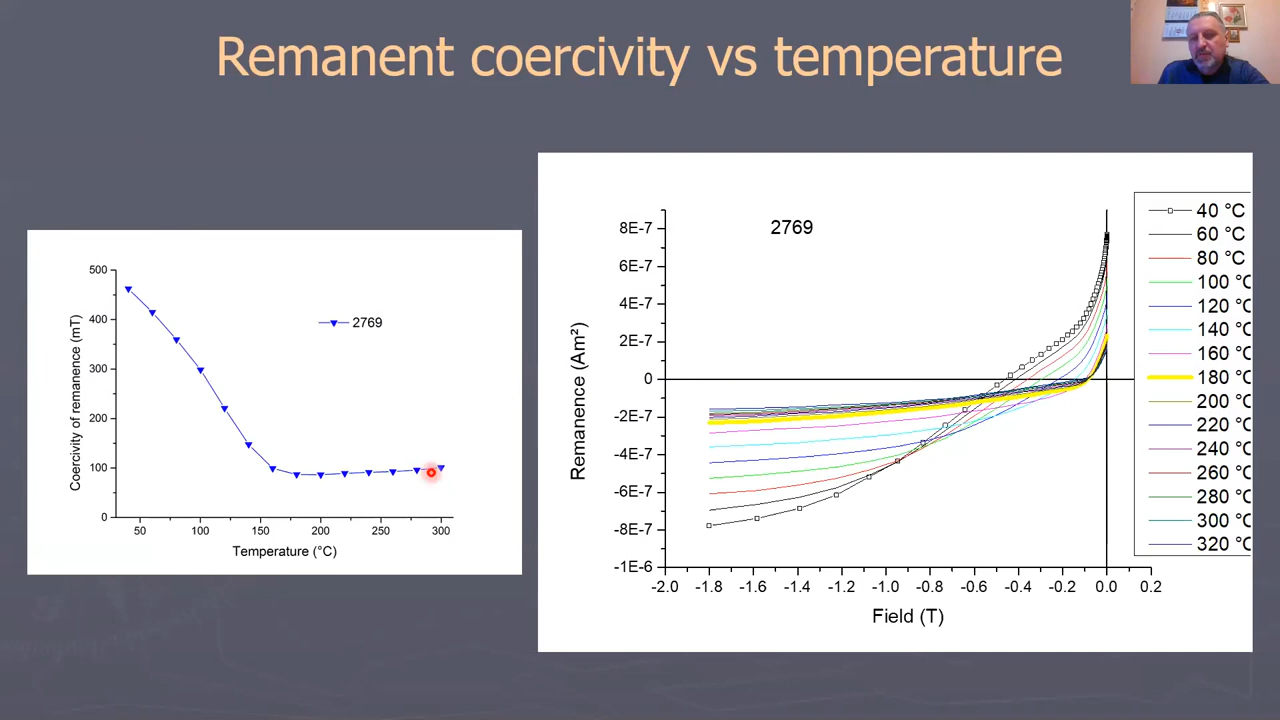 Remanent coercivity vs temperature
500
400
300
200
100
0
Coercivity of remanence (mT)
2769
50 100 150 200 250 300
Temperature (°C)
2769
8E-7
6E-7
4E-7
2E-7
0
-2E-7
-4E-7
-6E-7
-8E-7
-1E-6
Remanence (Am²)
-2.0 -1.8 -1.6 -1.4 -1.2 -1.0 -0.8 -0.6 -0.4 -0.2 0.0 0.2
Field (T)
40 °C
60 °C
80 °C
100 °C
120 °C
140 °C
160 °C
180 °C
200 °C
220 °C
240 °C
260 °C
280 °C
300 °C
320 °C